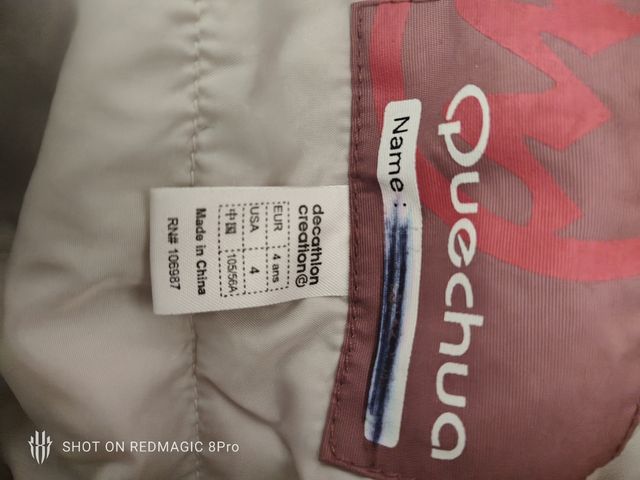 Quechua
Name :
decathlon
creation©
EUR 4 ans
USA 4
中国 105/56A
Made in China
RN# 106987
SHOT ON REDMAGIC 8Pro